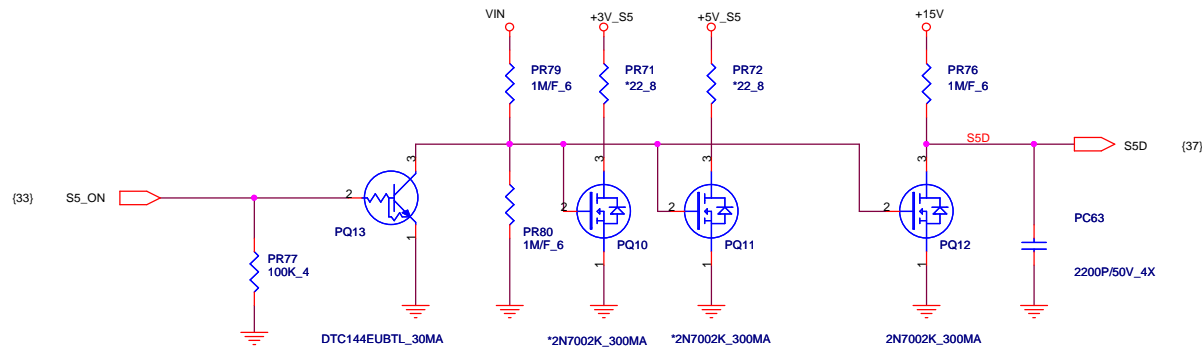 VIN
+3V_S5
+5V_S5
+15V
PR79
1M/F_6
PR71
*22_8
PR72
*22_8
PR76
1M/F_6
S5D
S5D
{37}
{33}
S5_ON
2
3
1
PQ13
PR77
100K_4
PR80
1M/F_6
2
3
1
PQ10
2
3
1
PQ11
2
3
1
PQ12
PC63
2200P/50V_4X
DTC144EUBTL_30MA
*2N7002K_300MA
*2N7002K_300MA
2N7002K_300MA